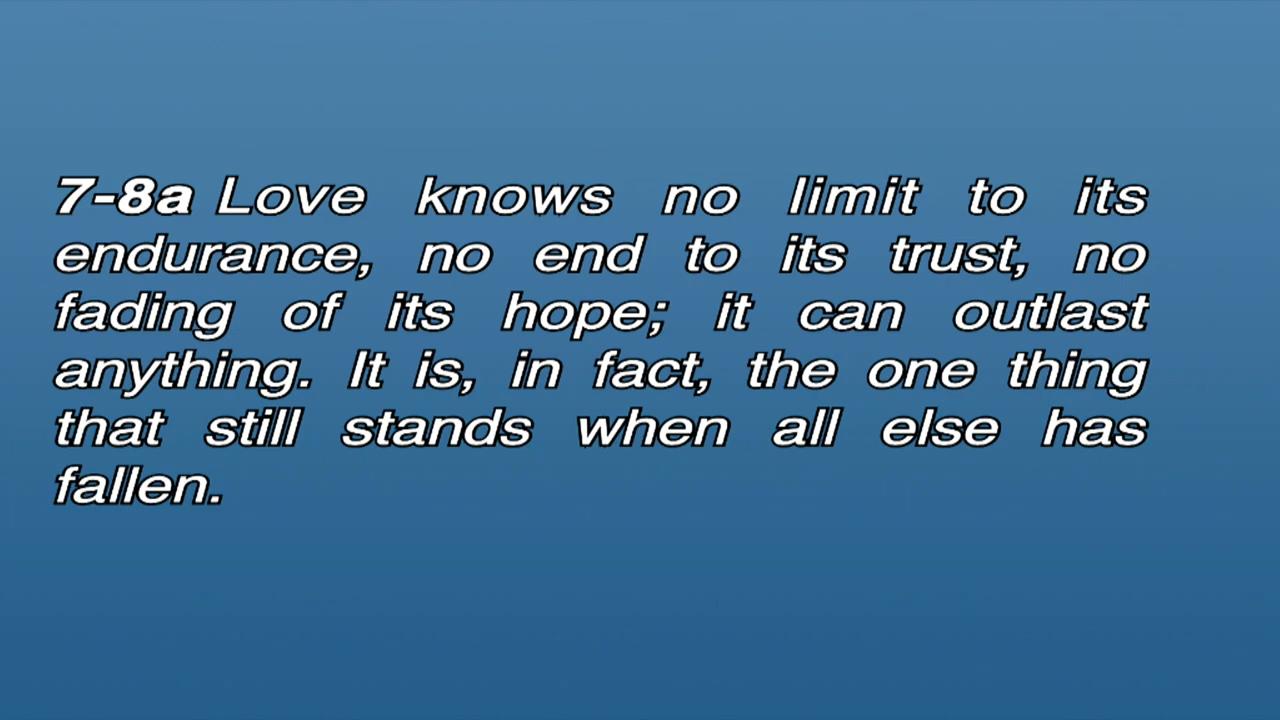 7-8a Love knows no limit to its
endurance, no end to its trust, no
fading of its hope; it can outlast
anything. It is, in fact, the one thing
that still stands when all else has
fallen.